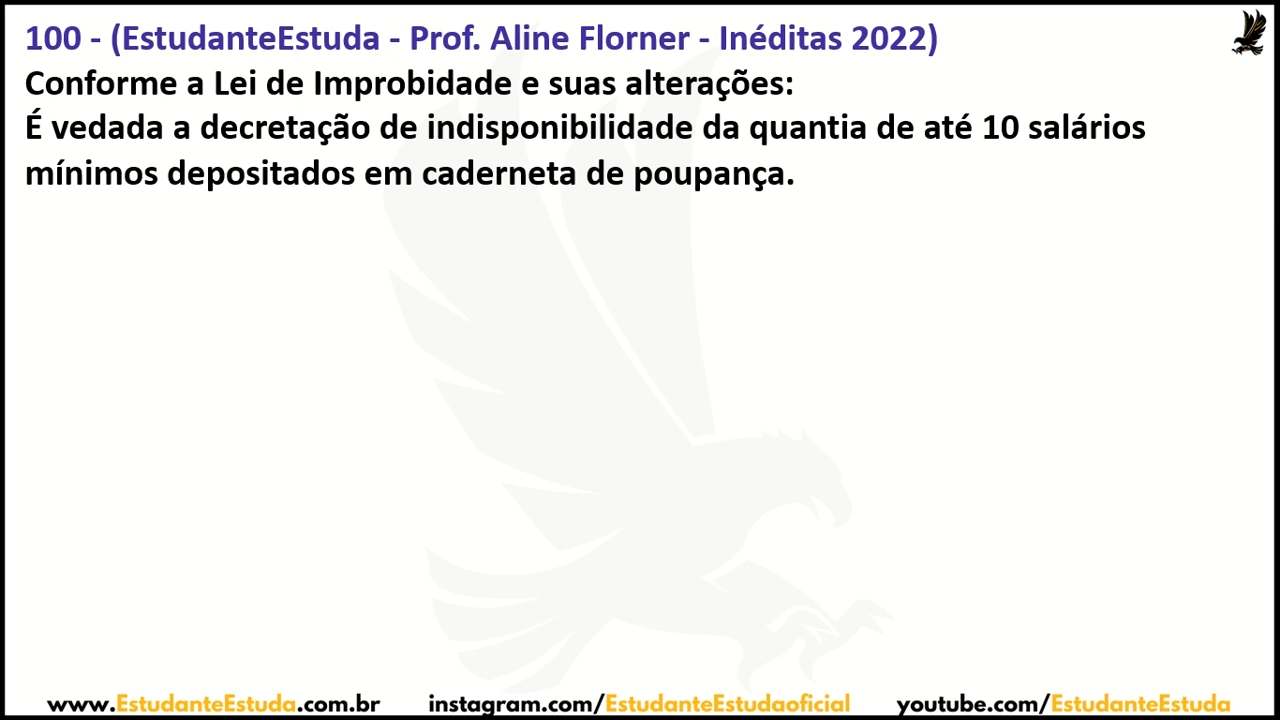 100 - (EstudanteEstuda - Prof. Aline Florner - Inéditas 2022)
Conforme a Lei de Improbidade e suas alterações:
É vedada a decretação de indisponibilidade da quantia de até 10 salários
mínimos depositados em caderneta de poupança.
www.EstudanteEstuda.com.br instagram.com/EstudanteEstudaoficial youtube.com/EstudanteEstuda